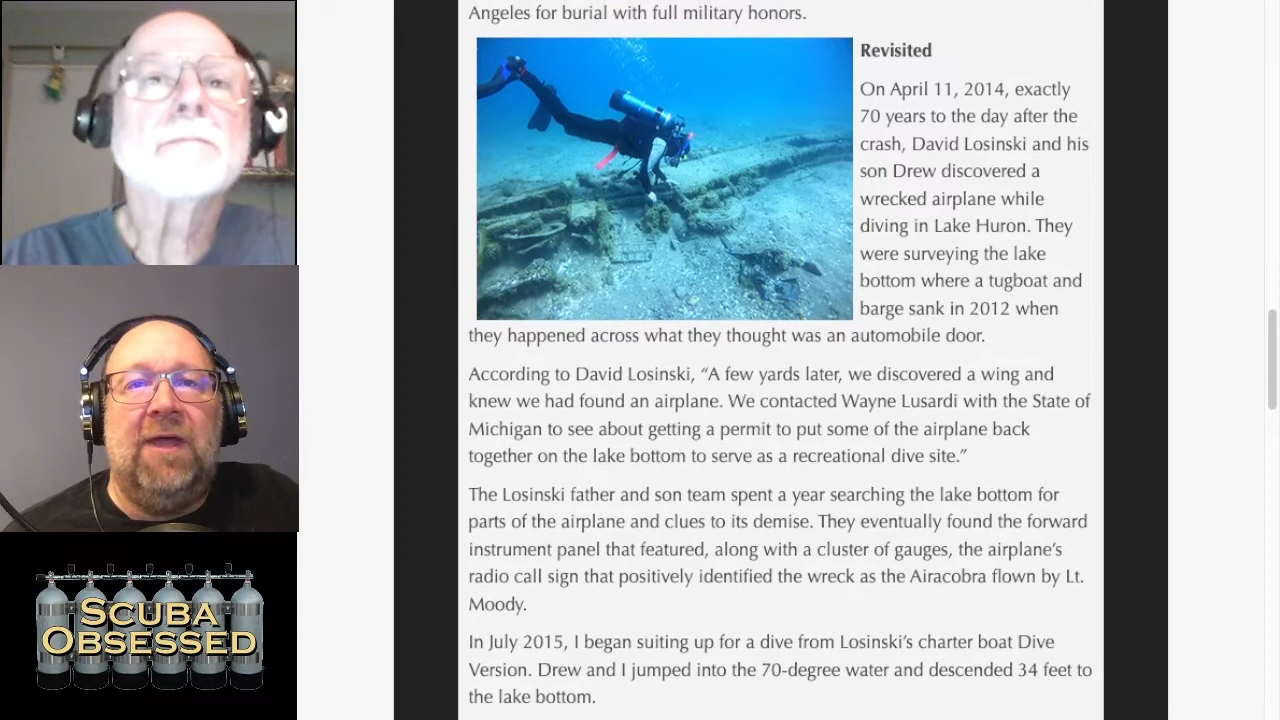 Angeles for burial with full military honors.
Revisited
On April 11, 2014, exactly
70 years to the day after the
crash, David Losinski and his
son Drew discovered a
wrecked airplane while
diving in Lake Huron. They
were surveying the lake
bottom where a tugboat and
barge sank in 2012 when
they happened across what they thought was an automobile door.
According to David Losinski, “A few yards later, we discovered a wing and
knew we had found an airplane. We contacted Wayne Lusardi with the State of
Michigan to see about getting a permit to put some of the airplane back
together on the lake bottom to serve as a recreational dive site.”
The Losinski father and son team spent a year searching the lake bottom for
parts of the airplane and clues to its demise. They eventually found the forward
instrument panel that featured, along with a cluster of gauges, the airplane’s
radio call sign that positively identified the wreck as the Airacobra flown by Lt.
Moody.
In July 2015, I began suiting up for a dive from Losinski’s charter boat Dive
Version. Drew and I jumped into the 70-degree water and descended 34 feet to
the lake bottom.
SCUBA
OBSESSED